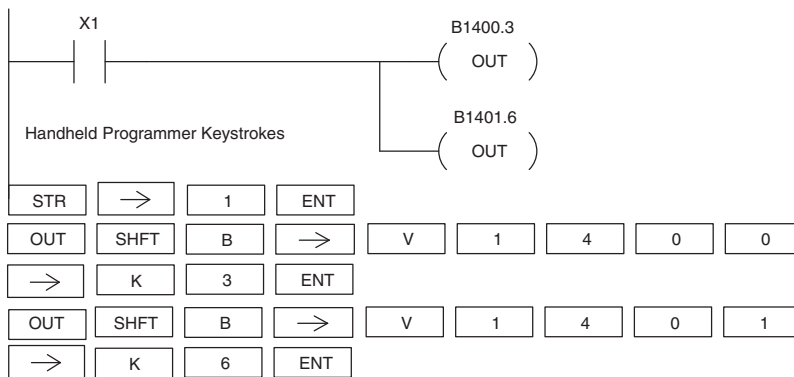 X1
B1400.3
OUT
B1401.6
OUT
Handheld Programmer Keystrokes
STR → 1 ENT
OUT SHFT B → V 1 4 0 0
→ K 3 ENT
OUT SHFT B → V 1 4 0 1
→ K 6 ENT